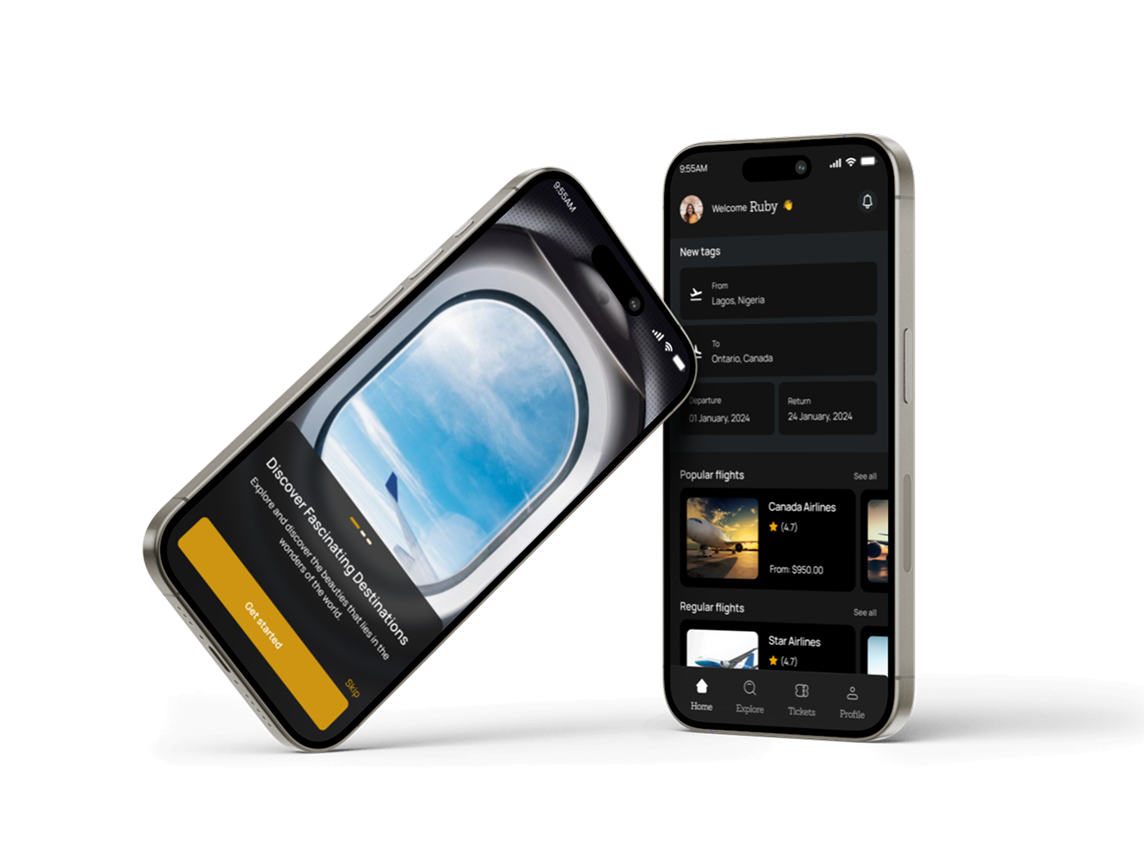 9:55AM
Discover Fascinating Destinations
Explore and discover the beauties that lies in the
wonders of the world.
Get started
Skip
9:55AM
Welcome Ruby 👋
New tags
From
Lagos, Nigeria
To
Ontario, Canada
Departure
01 January, 2024
Return
24 January, 2024
Popular flights
See all
Canada Airlines
(4.7)
From: $950.00
Regular flights
See all
Star Airlines
(4.7)
Home
Explore
Tickets
Profile